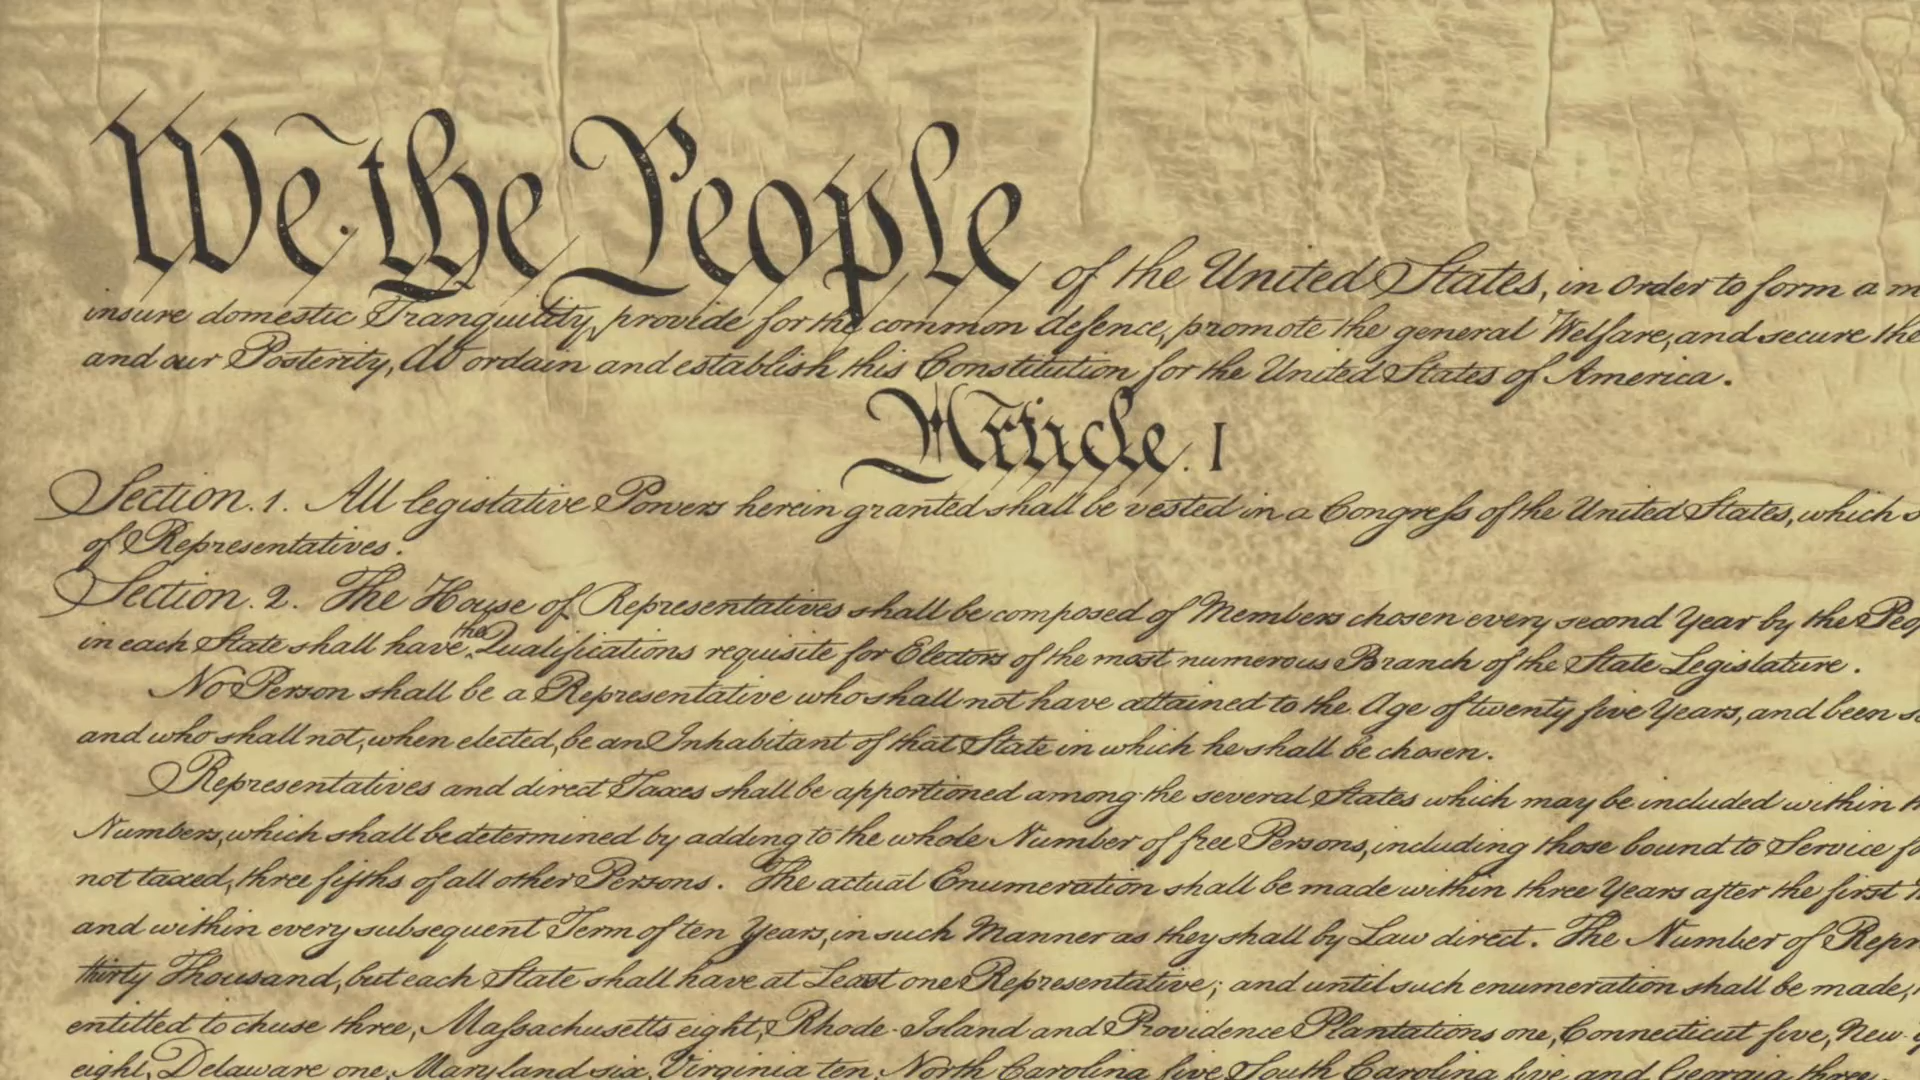 We the People of the United States, in Order to form a m
insure domestic Tranquility, provide for the common defence, promote the general Welfare, and secure the
and our Posterity, do ordain and establish this Constitution for the United States of America.
Article. I
Section. 1. All legislative Powers herein granted shall be vested in a Congress of the United States, which s
of Representatives.
Section. 2. The House of Representatives shall be composed of Members chosen every second Year by the Peo
in each State shall have the Qualifications requisite for Electors of the most numerous Branch of the State Legislature.
No Person shall be a Representative who shall not have attained to the Age of twenty five Years, and been s
and who shall not, when elected, be an Inhabitant of that State in which he shall be chosen.
Representatives and direct Taxes shall be apportioned among the several States which may be included within
Numbers, which shall be determined by adding to the whole Number of free Persons, including those bound to Service fo
not taxed, three fifths of all other Persons. The actual Enumeration shall be made within three Years after the first
and within every subsequent Term of ten Years, in such Manner as they shall by Law direct. The Number of Repr
thirty Thousand, but each State shall have at Least one Representative; and until such enumeration shall be made,
entitled to chuse three, Massachusetts eight, Rhode-Island and Providence Plantations one, Connecticut five, New-
eight, Delaware one, Maryland six, Virginia ten, North Carolina five, South Carolina five, and Georgia three.